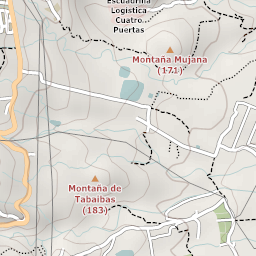 Escuadrilla
Logística
Cuatro
Puertas
Montaña Mujana
(171)
Montaña de
Tabaibas
(183)